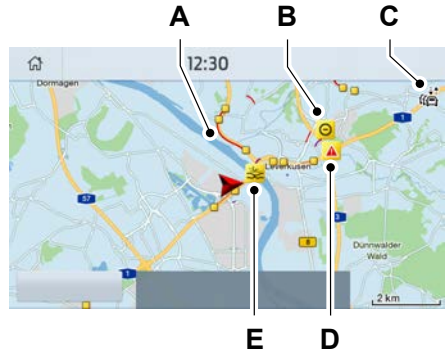 A
B
C
12:30
Dormagen
1
Leverkusen
57
3
8
Dünnwalder
Wald
1
2 km
E
D